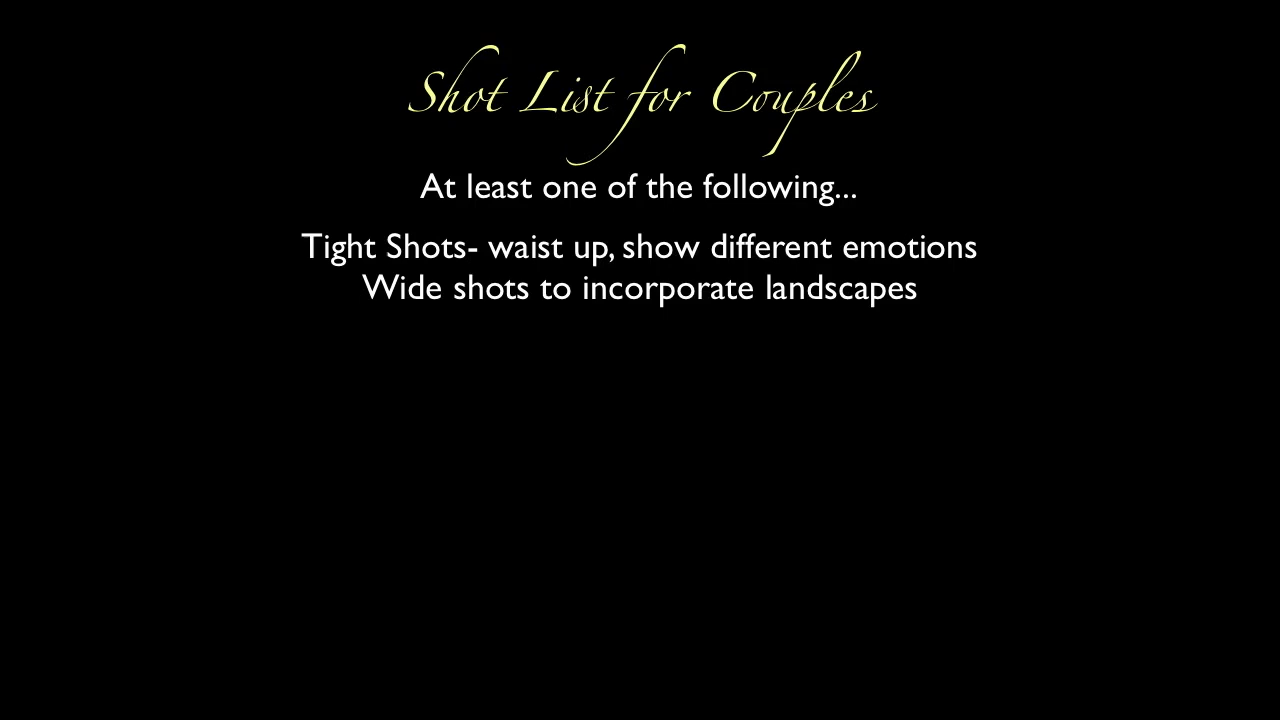 Shot List for Couples
At least one of the following...
Tight Shots- waist up, show different emotions
Wide shots to incorporate landscapes